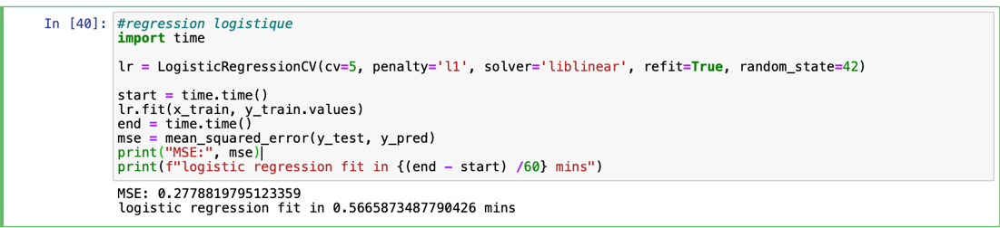 In [40]: #regression logistique
import time
lr = LogisticRegressionCV(cv=5, penalty='l1', solver='liblinear', refit=True, random_state=42)
start = time.time()
lr.fit(x_train, y_train.values)
end = time.time()
mse = mean_squared_error(y_test, y_pred)
print("MSE:", mse)
print(f"logistic regression fit in {(end - start) /60} mins")
MSE: 0.2778819795123359
logistic regression fit in 0.5665873487790426 mins